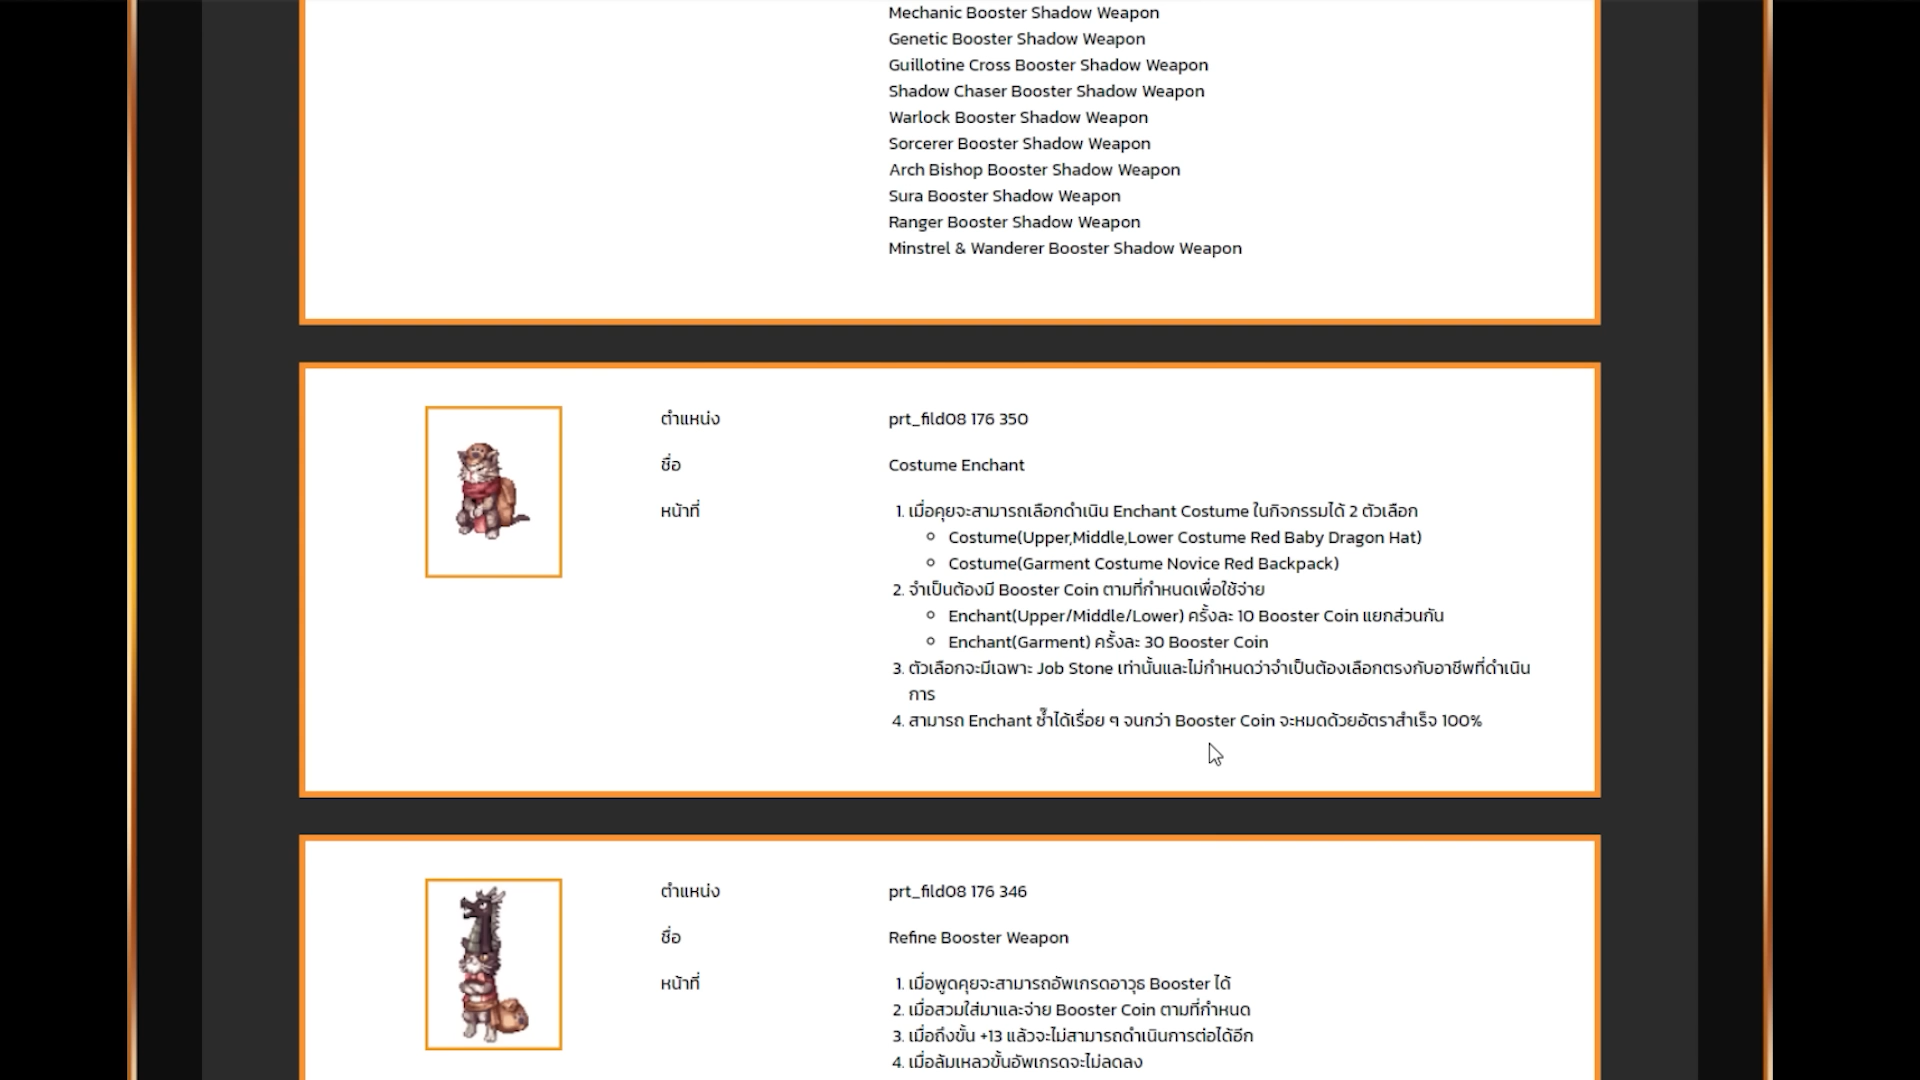 Mechanic Booster Shadow Weapon
Genetic Booster Shadow Weapon
Guillotine Cross Booster Shadow Weapon
Shadow Chaser Booster Shadow Weapon
Warlock Booster Shadow Weapon
Sorcerer Booster Shadow Weapon
Arch Bishop Booster Shadow Weapon
Sura Booster Shadow Weapon
Ranger Booster Shadow Weapon
Minstrel & Wanderer Booster Shadow Weapon
ตำแหน่ง prt_fild08 176 350
ชื่อ Costume Enchant
หน้าที่ 1. เมื่อคุยจะสามารถเลือกดำเนิน Enchant Costume ในกิจกรรมได้ 2 ตัวเลือก
Costume(Upper,Middle,Lower Costume Red Baby Dragon Hat)
Costume(Garment Costume Novice Red Backpack)
2. จำเป็นต้องมี Booster Coin ตามที่กำหนดเพื่อใช้จ่าย
Enchant(Upper/Middle/Lower) ครั้งละ 10 Booster Coin แยกส่วนกัน
Enchant(Garment) ครั้งละ 30 Booster Coin
3. ตัวเลือกจะมีเฉพาะ Job Stone เท่านั้นและไม่กำหนดว่าจำเป็นต้องเลือกตรงกับอาชีพที่ดำเนิน
การ
4. สามารถ Enchant ซ้ำได้เรื่อย ๆ จนกว่า Booster Coin จะหมดด้วยอัตราสำเร็จ 100%
ตำแหน่ง prt_fild08 176 346
ชื่อ Refine Booster Weapon
หน้าที่ 1. เมื่อพูดคุยจะสามารถอัพเกรดอาวุธ Booster ได้
2. เมื่อสวมใส่มาและจ่าย Booster Coin ตามที่กำหนด
3. เมื่อถึงขั้น +13 แล้วจะไม่สามารถดำเนินการต่อได้อีก
4. เมื่อล้มเหลวขั้นอัพเกรดจะไม่ลดลง